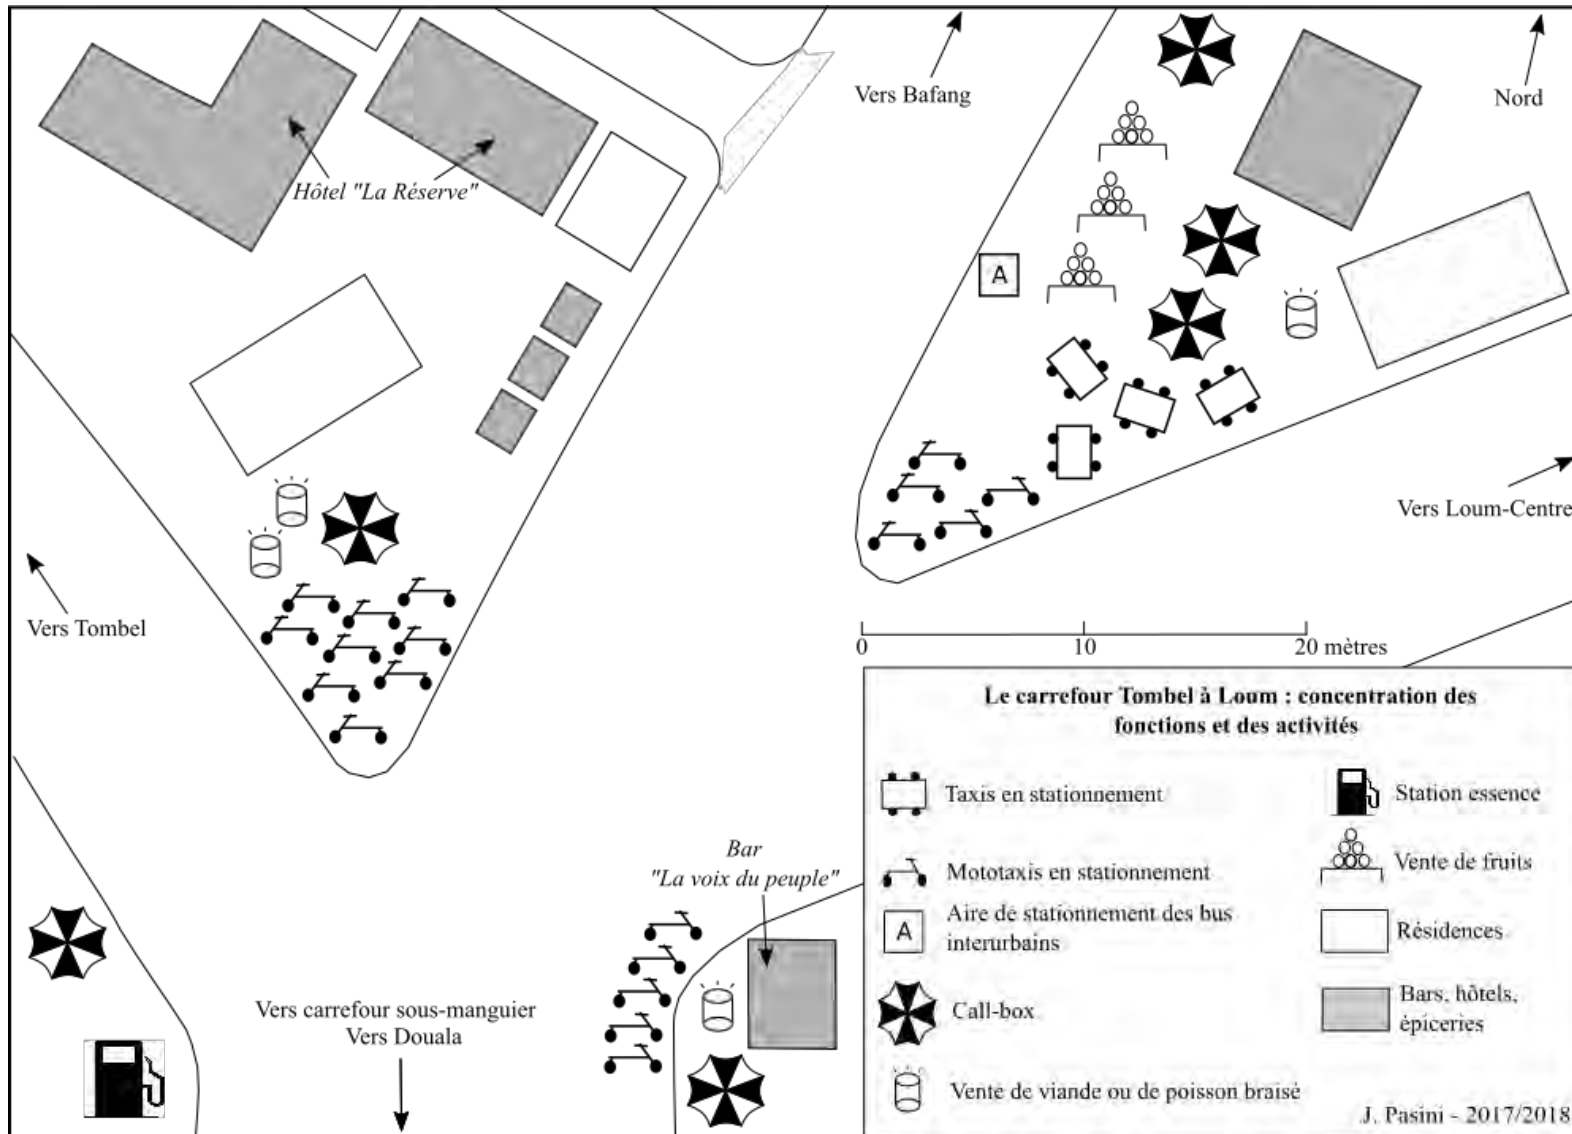 Vers Bafang
Nord
Hôtel "La Réserve"
A
Vers Loum-Centre
Vers Tombel
0 10 20 mètres
Bar
"La voix du peuple"
Vers carrefour sous-manguier
Vers Douala
Le carrefour Tombel à Loum : concentration des
fonctions et des activités
Taxis en stationnement
Mototaxis en stationnement
A
Aire de stationnement des bus
interurbains
Call-box
Vente de viande ou de poisson braisé
Station essence
Vente de fruits
Résidences
Bars, hôtels,
épiceries
J. Pasini - 2017/2018